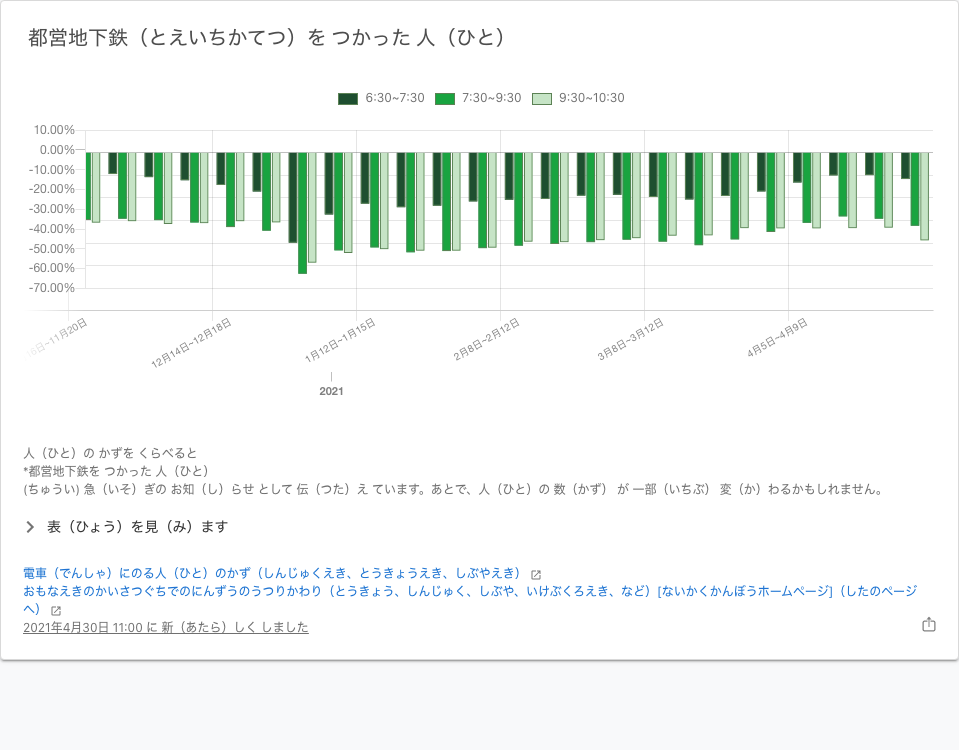 都営地下鉄（とえいちかてつ）を つかった 人（ひと）
6:30~7:30 7:30~9:30 9:30~10:30
10.00%
0.00%
-10.00%
-20.00%
-30.00%
-40.00%
-50.00%
-60.00%
-70.00%
日~11月20日
12月14日~12月18日
1月12日~1月15日
2月8日~2月12日
3月8日~3月12日
4月5日~4月9日
2021
人（ひと）の かずを くらべると
*都営地下鉄を つかった 人（ひと）
(ちゅうい) 急（いそ）ぎの お知（し）らせ として 伝（つた）え ています。あとで、人（ひと）の 数（かず） が 一部（いちぶ） 変（か）わるかもしれません。
表（ひょう）を見（み）ます
電車（でんしゃ）にのる人（ひと）のかず（しんじゅくえき、とうきょうえき、しぶやえき）
おもなえきのかいさつぐちでのにんずうのうつりかわり（とうきょう、しんじゅく、しぶや、いけぶくろえき、など）[ないかくかんぼうホームページ]（したのページ
へ）
2021年4月30日 11:00 に 新（あたら）しく しました